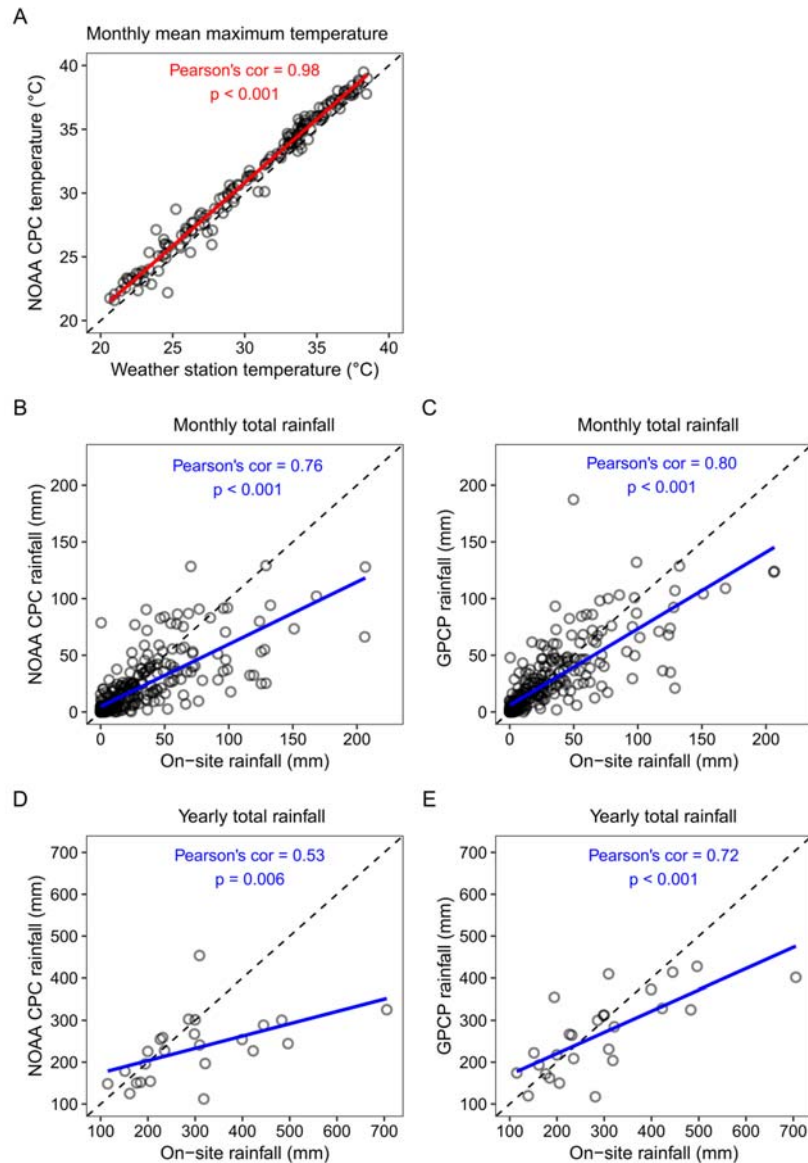 A
Monthly mean maximum temperature
Pearson's cor = 0.98
p < 0.001
NOAA CPC temperature (°C)
40
35
30
25
20
20 25 30 35 40
Weather station temperature (°C)
B
Monthly total rainfall
Pearson's cor = 0.76
p < 0.001
NOAA CPC rainfall (mm)
200
150
100
50
0
0 50 100 150 200
On-site rainfall (mm)
C
Monthly total rainfall
Pearson's cor = 0.80
p < 0.001
GPCP rainfall (mm)
200
150
100
50
0
0 50 100 150 200
On-site rainfall (mm)
D
Yearly total rainfall
Pearson's cor = 0.53
p = 0.006
NOAA CPC rainfall (mm)
700
600
500
400
300
200
100
100 200 300 400 500 600 700
On-site rainfall (mm)
E
Yearly total rainfall
Pearson's cor = 0.72
p < 0.001
GPCP rainfall (mm)
700
600
500
400
300
200
100
100 200 300 400 500 600 700
On-site rainfall (mm)